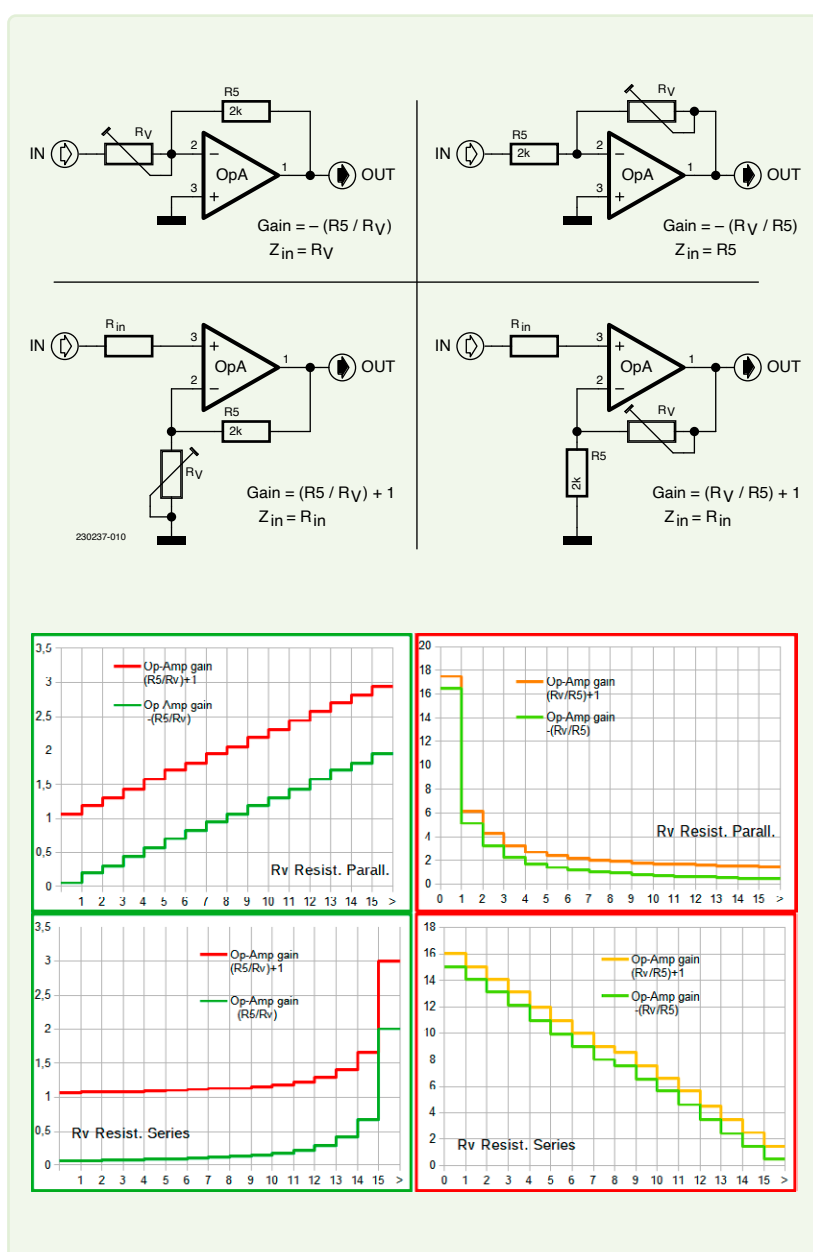 R5
2k
RV
IN
2
−
OpA
1
OUT
3
+
Gain = – (R5 / RV)
Zin = RV
RV
R5
IN
2k
2
−
OpA
1
OUT
3
+
Gain = – (RV / R5)
Zin = R5
Rin
IN
3
+
OpA
1
OUT
2
−
R5
2k
RV
Gain = (R5 / RV) + 1
Zin = Rin
230237-010
Rin
IN
3
+
OpA
1
OUT
2
−
RV
R5
2k
Gain = (RV / R5) + 1
Zin = Rin
3,5
3
2,5
2
1,5
1
0,5
0
Op-Amp gain
(R5/Rv)+1
Op Amp gain
-(R5/Rv)
Rv Resist. Parall.
1 2 3 4 5 6 7 8 9 10 11 12 13 14 15 >
20
18
16
14
12
10
8
6
4
2
0
Op-Amp gain
(Rv/R5)+1
Op-Amp gain
-(Rv/R5)
Rv Resist. Parall.
0 1 2 3 4 5 6 7 8 9 10 11 12 13 14 15 >
3,5
3
2,5
2
1,5
1
0,5
0
Op-Amp gain
(R5/Rv)+1
Op-Amp gain
(R5/Rv)
Rv Resist. Series
1 2 3 4 5 6 7 8 9 10 11 12 13 14 15 >
18
16
14
12
10
8
6
4
2
0
Op-Amp gain
(Rv/R5)+1
Op-Amp gain
-(Rv/R5)
Rv Resist. Series
0 1 2 3 4 5 6 7 8 9 10 11 12 13 14 15 >